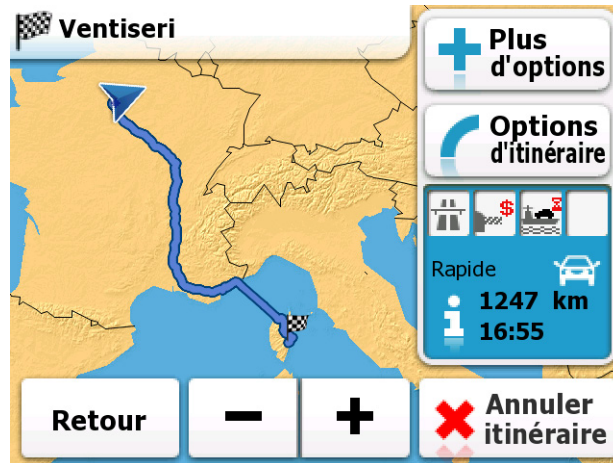 Ventiseri
Plus
d'options
Options
d'itinéraire
$
Rapide
1247 km
16:55
Retour
Annuler
itinéraire